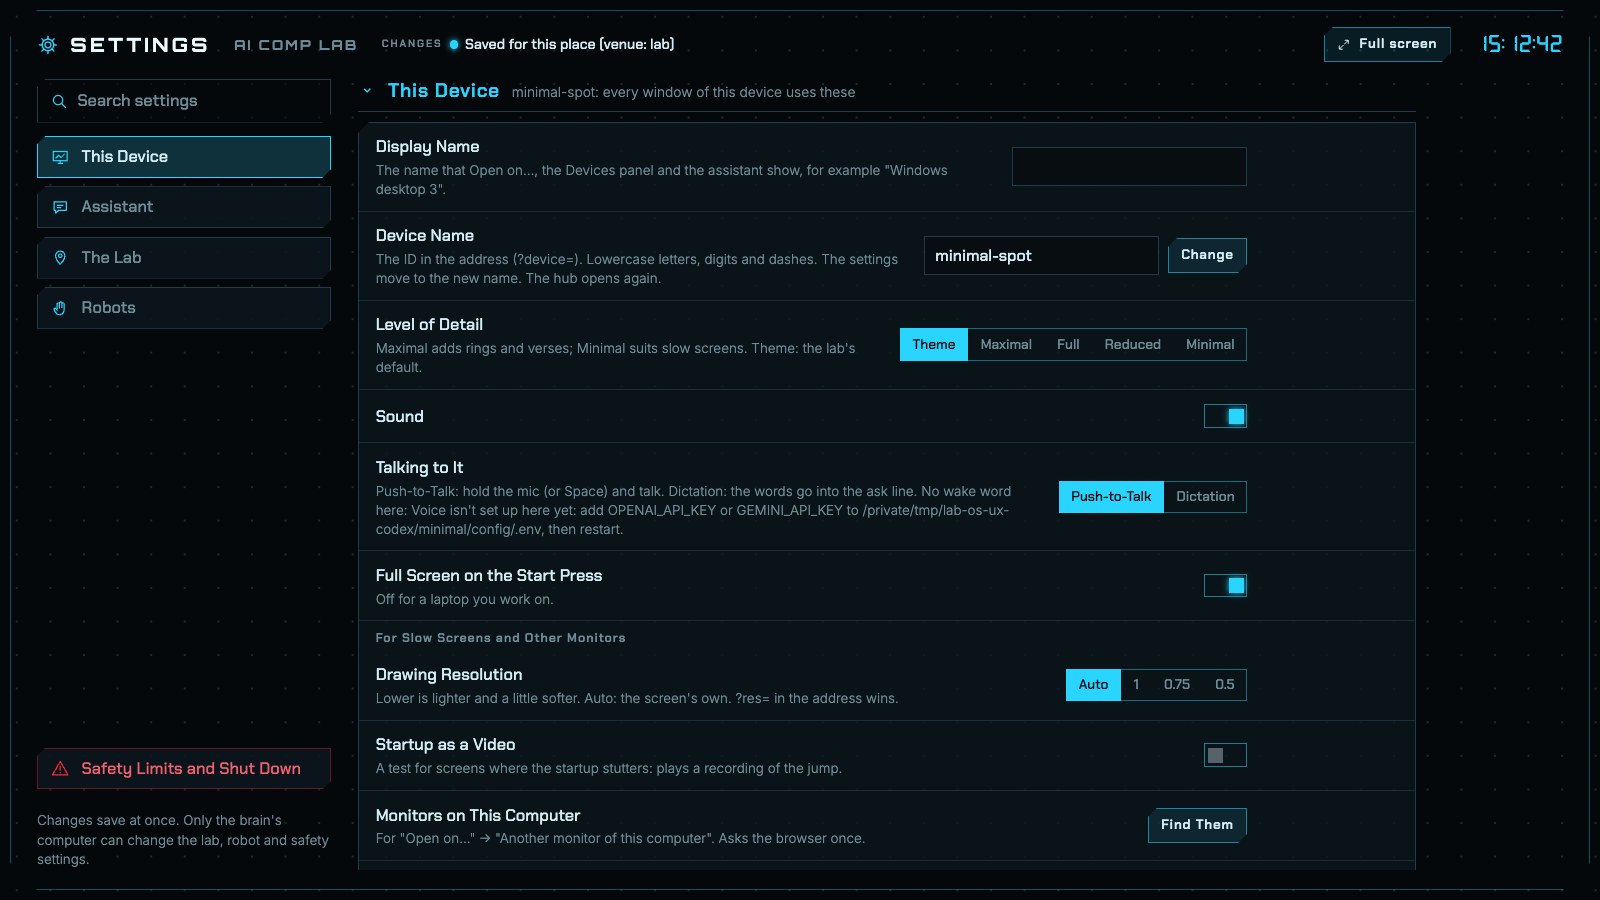 SETTINGS
AI COMP LAB
CHANGES
Saved for this place (venue: lab)
Full screen
15:12:42
Search settings
This Device
Assistant
The Lab
Robots
Safety Limits and Shut Down
Changes save at once. Only the brain's
computer can change the lab, robot and safety
settings.
This Device
minimal-spot: every window of this device uses these
Display Name
The name that Open on..., the Devices panel and the assistant show, for example "Windows
desktop 3".
Device Name
The ID in the address (?device=). Lowercase letters, digits and dashes. The settings
move to the new name. The hub opens again.
minimal-spot
Change
Level of Detail
Maximal adds rings and verses; Minimal suits slow screens. Theme: the lab's
default.
Theme
Maximal
Full
Reduced
Minimal
Sound
Talking to It
Push-to-Talk: hold the mic (or Space) and talk. Dictation: the words go into the ask line. No wake word
here: Voice isn't set up here yet: add OPENAI_API_KEY or GEMINI_API_KEY to /private/tmp/lab-os-ux-
codex/minimal/config/.env, then restart.
Push-to-Talk
Dictation
Full Screen on the Start Press
Off for a laptop you work on.
For Slow Screens and Other Monitors
Drawing Resolution
Lower is lighter and a little softer. Auto: the screen's own. ?res= in the address wins.
Auto
1
0.75
0.5
Startup as a Video
A test for screens where the startup stutters: plays a recording of the jump.
Monitors on This Computer
For "Open on..." → "Another monitor of this computer". Asks the browser once.
Find Them